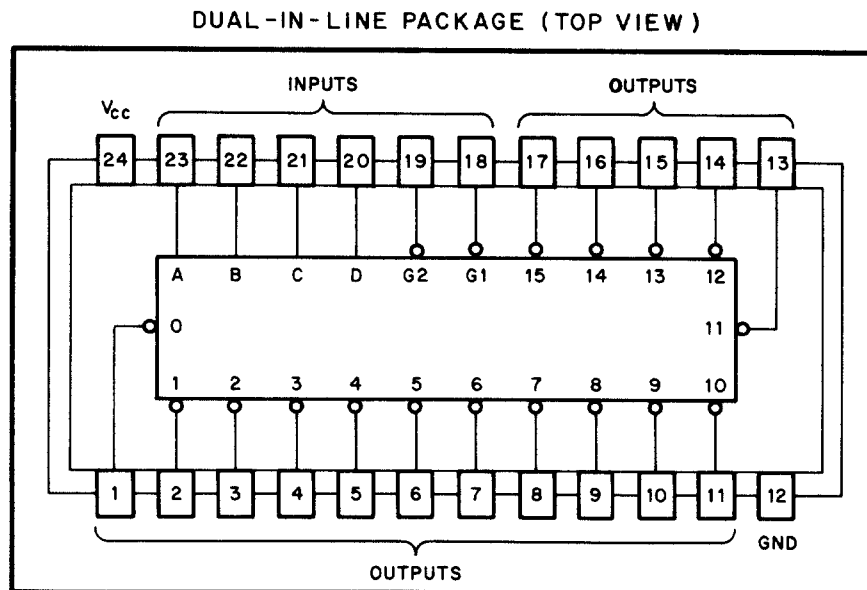 DUAL-IN-LINE PACKAGE (TOP VIEW)
INPUTS OUTPUTS
VCC
24 23 22 21 20 19 18 17 16 15 14 13
A B C D G2 G1 15 14 13 12
0 11
1 2 3 4 5 6 7 8 9 10
1 2 3 4 5 6 7 8 9 10 11 12
GND
OUTPUTS